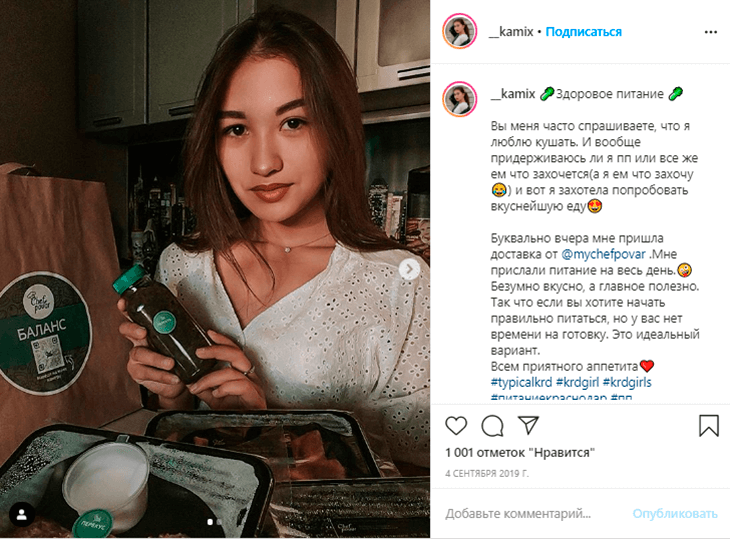 __kamix • Подписаться
__kamix 🥒Здоровое питание 🥒
Вы меня часто спрашиваете, что я
люблю кушать. И вообще
придерживаюсь ли я пп или все же
ем что захочется(а я ем что захочу
😂) и вот я захотела попробовать
вкуснейшую еду😍
Буквально вчера мне пришла
доставка от @mychefpovar .Мне
прислали питание на весь день.🤪
Безумно вкусно, а главное полезно.
Так что если вы хотите начать
правильно питаться, но у вас нет
времени на готовку. Это идеальный
вариант.
Всем приятного аппетита❤️
#typicalkrd #krdgirl #krdgirls
#питаниекраснодар #пп
1 001 отметок "Нравится"
4 СЕНТЯБРЯ 2019 Г.
Добавьте комментарий...
Опубликовать
Chef
povar
БАЛАНС
ПЕРЕКУС
Chef
povar